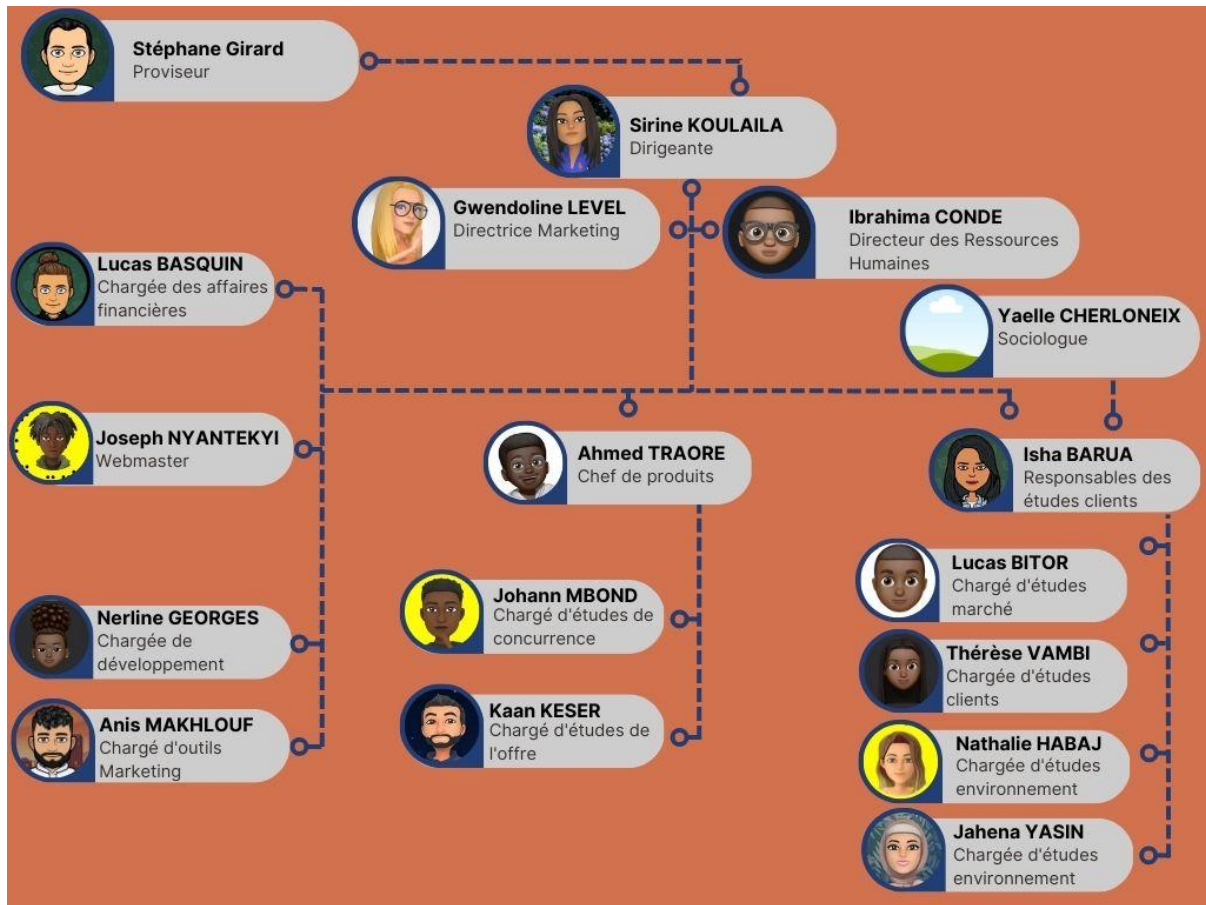 Stéphane Girard
Proviseur
Sirine KOULAILA
Dirigeante
Gwendoline LEVEL
Directrice Marketing
Ibrahima CONDE
Directeur des Ressources
Humaines
Lucas BASQUIN
Chargée des affaires
financières
Yaelle CHERLONEIX
Sociologue
Joseph NYANTEKYI
Webmaster
Ahmed TRAORE
Chef de produits
Isha BARUA
Responsables des
études clients
Nerline GEORGES
Chargée de
développement
Anis MAKHLOUF
Chargé d'outils
Marketing
Johann MBOND
Chargé d'études de
concurrence
Kaan KESER
Chargé d'études de
l'offre
Lucas BITOR
Chargé d'études
marché
Thérèse VAMBI
Chargée d'études
clients
Nathalie HABAJ
Chargée d'études
environnement
Jahena YASIN
Chargée d'études
environnement